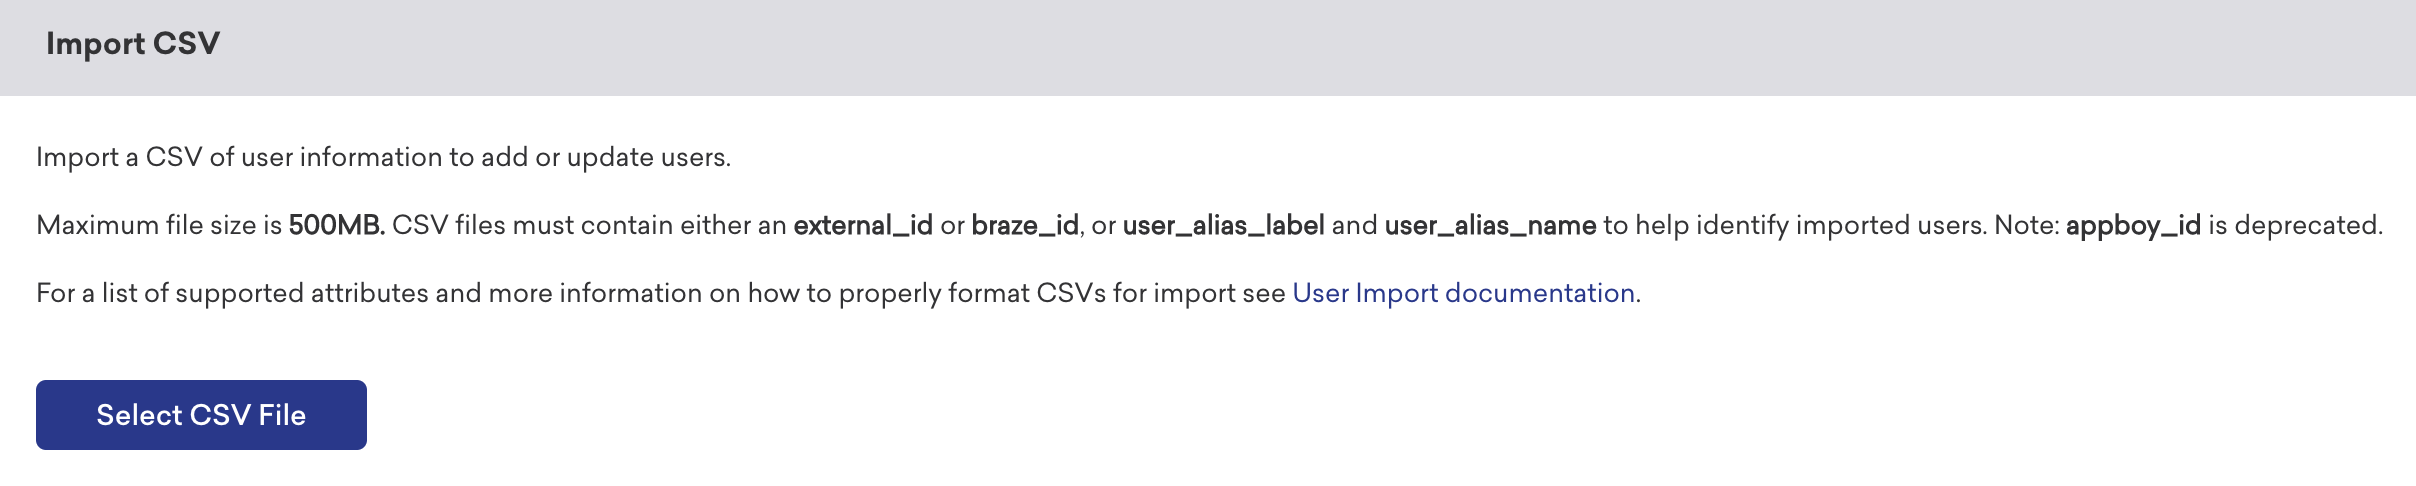 Import CSV
Import a CSV of user information to add or update users.
Maximum file size is 500MB. CSV files must contain either an external_id or braze_id, or user_alias_label and user_alias_name to help identify imported users. Note: appboy_id is deprecated.
For a list of supported attributes and more information on how to properly format CSVs for import see User Import documentation.
Select CSV File